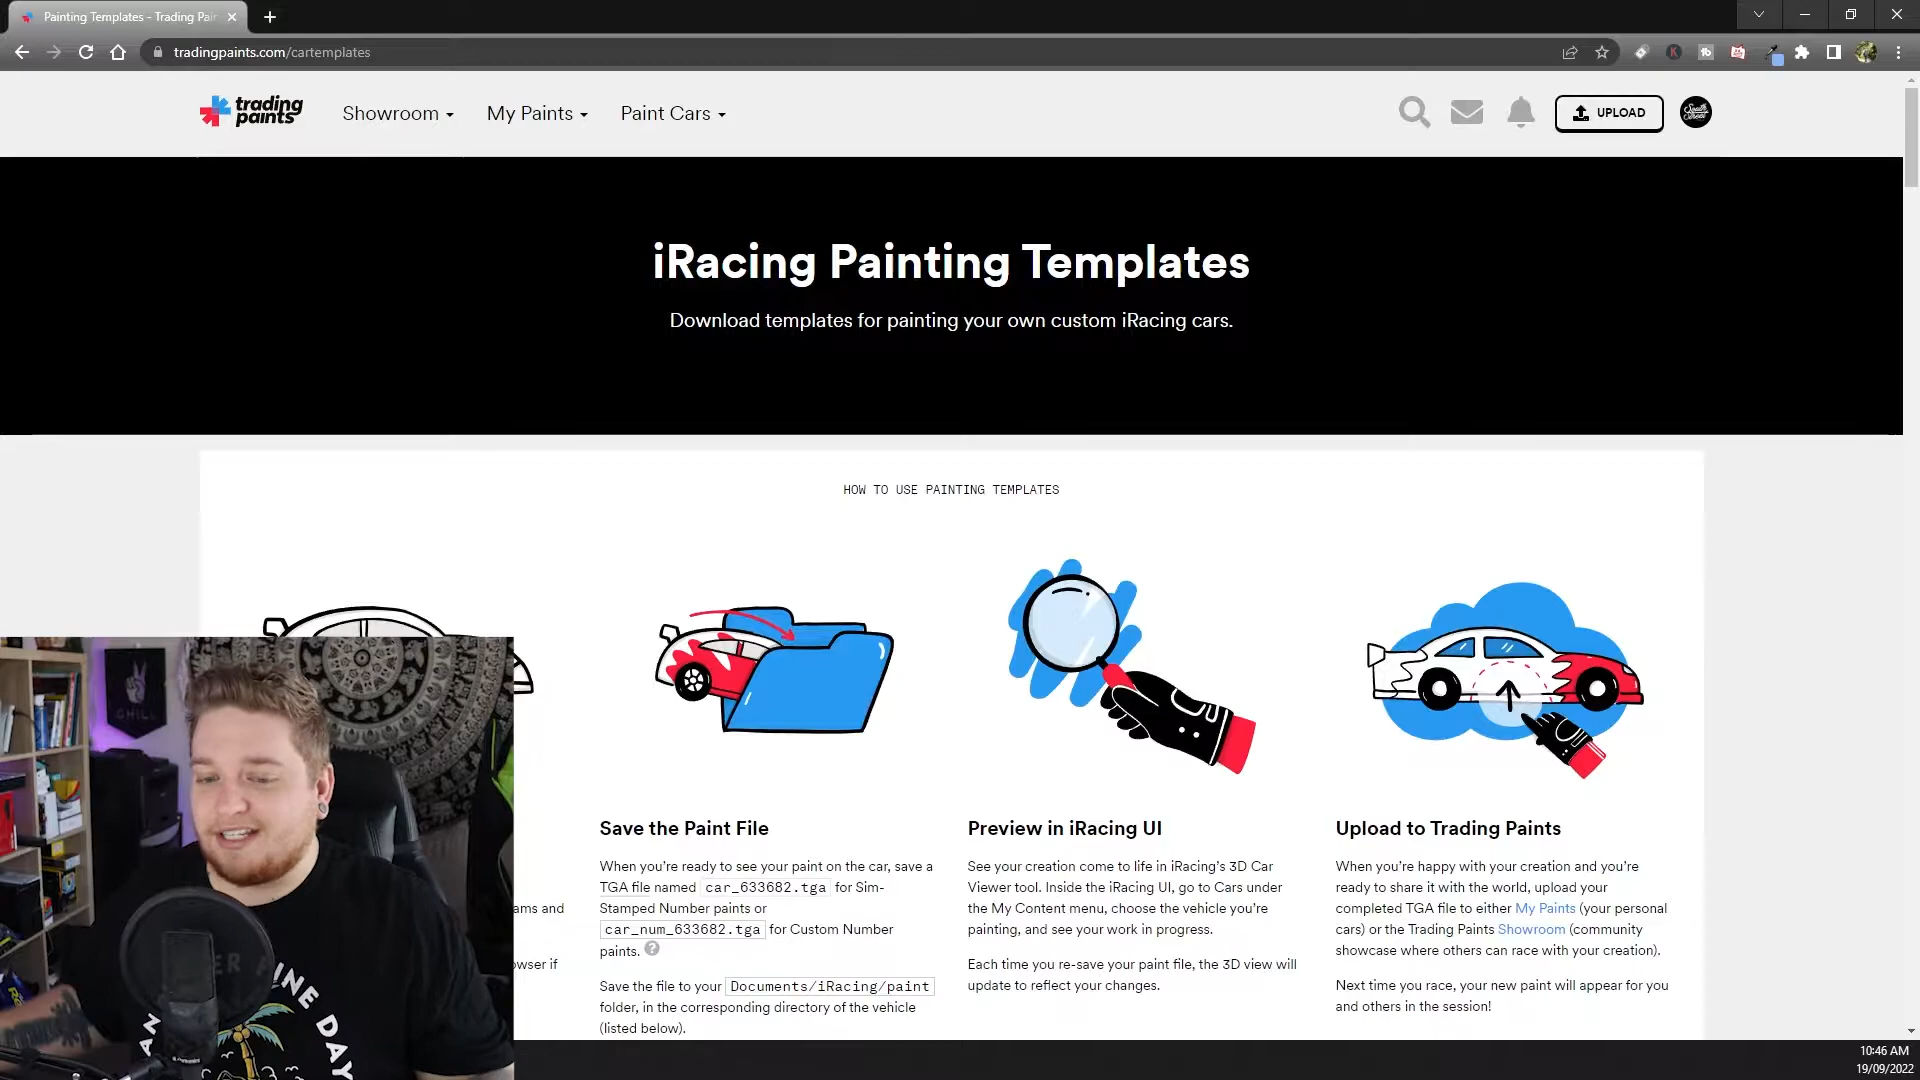 Painting Templates - Trading Pai
tradingpaints.com/cartemplates
trading
paints
Showroom
My Paints
Paint Cars
UPLOAD
South
Street
iRacing Painting Templates
Download templates for painting your own custom iRacing cars.
HOW TO USE PAINTING TEMPLATES
CHILL
Save the Paint File
When you’re ready to see your paint on the car, save a
TGA file named car_633682.tga for Sim-
Stamped Number paints or
car_num_633682.tga for Custom Number
paints. ?
Save the file to your Documents/iRacing/paint
folder, in the corresponding directory of the vehicle
(listed below).
Preview in iRacing UI
See your creation come to life in iRacing’s 3D Car
Viewer tool. Inside the iRacing UI, go to Cars under
the My Content menu, choose the vehicle you’re
painting, and see your work in progress.
Each time you re-save your paint file, the 3D view will
update to reflect your changes.
Upload to Trading Paints
When you’re happy with your creation and you’re
ready to share it with the world, upload your
completed TGA file to either My Paints (your personal
cars) or the Trading Paints Showroom (community
showcase where others can race with your creation).
Next time you race, your new paint will appear for you
and others in the session!
ams and
owser if
10:46 AM
19/09/2022